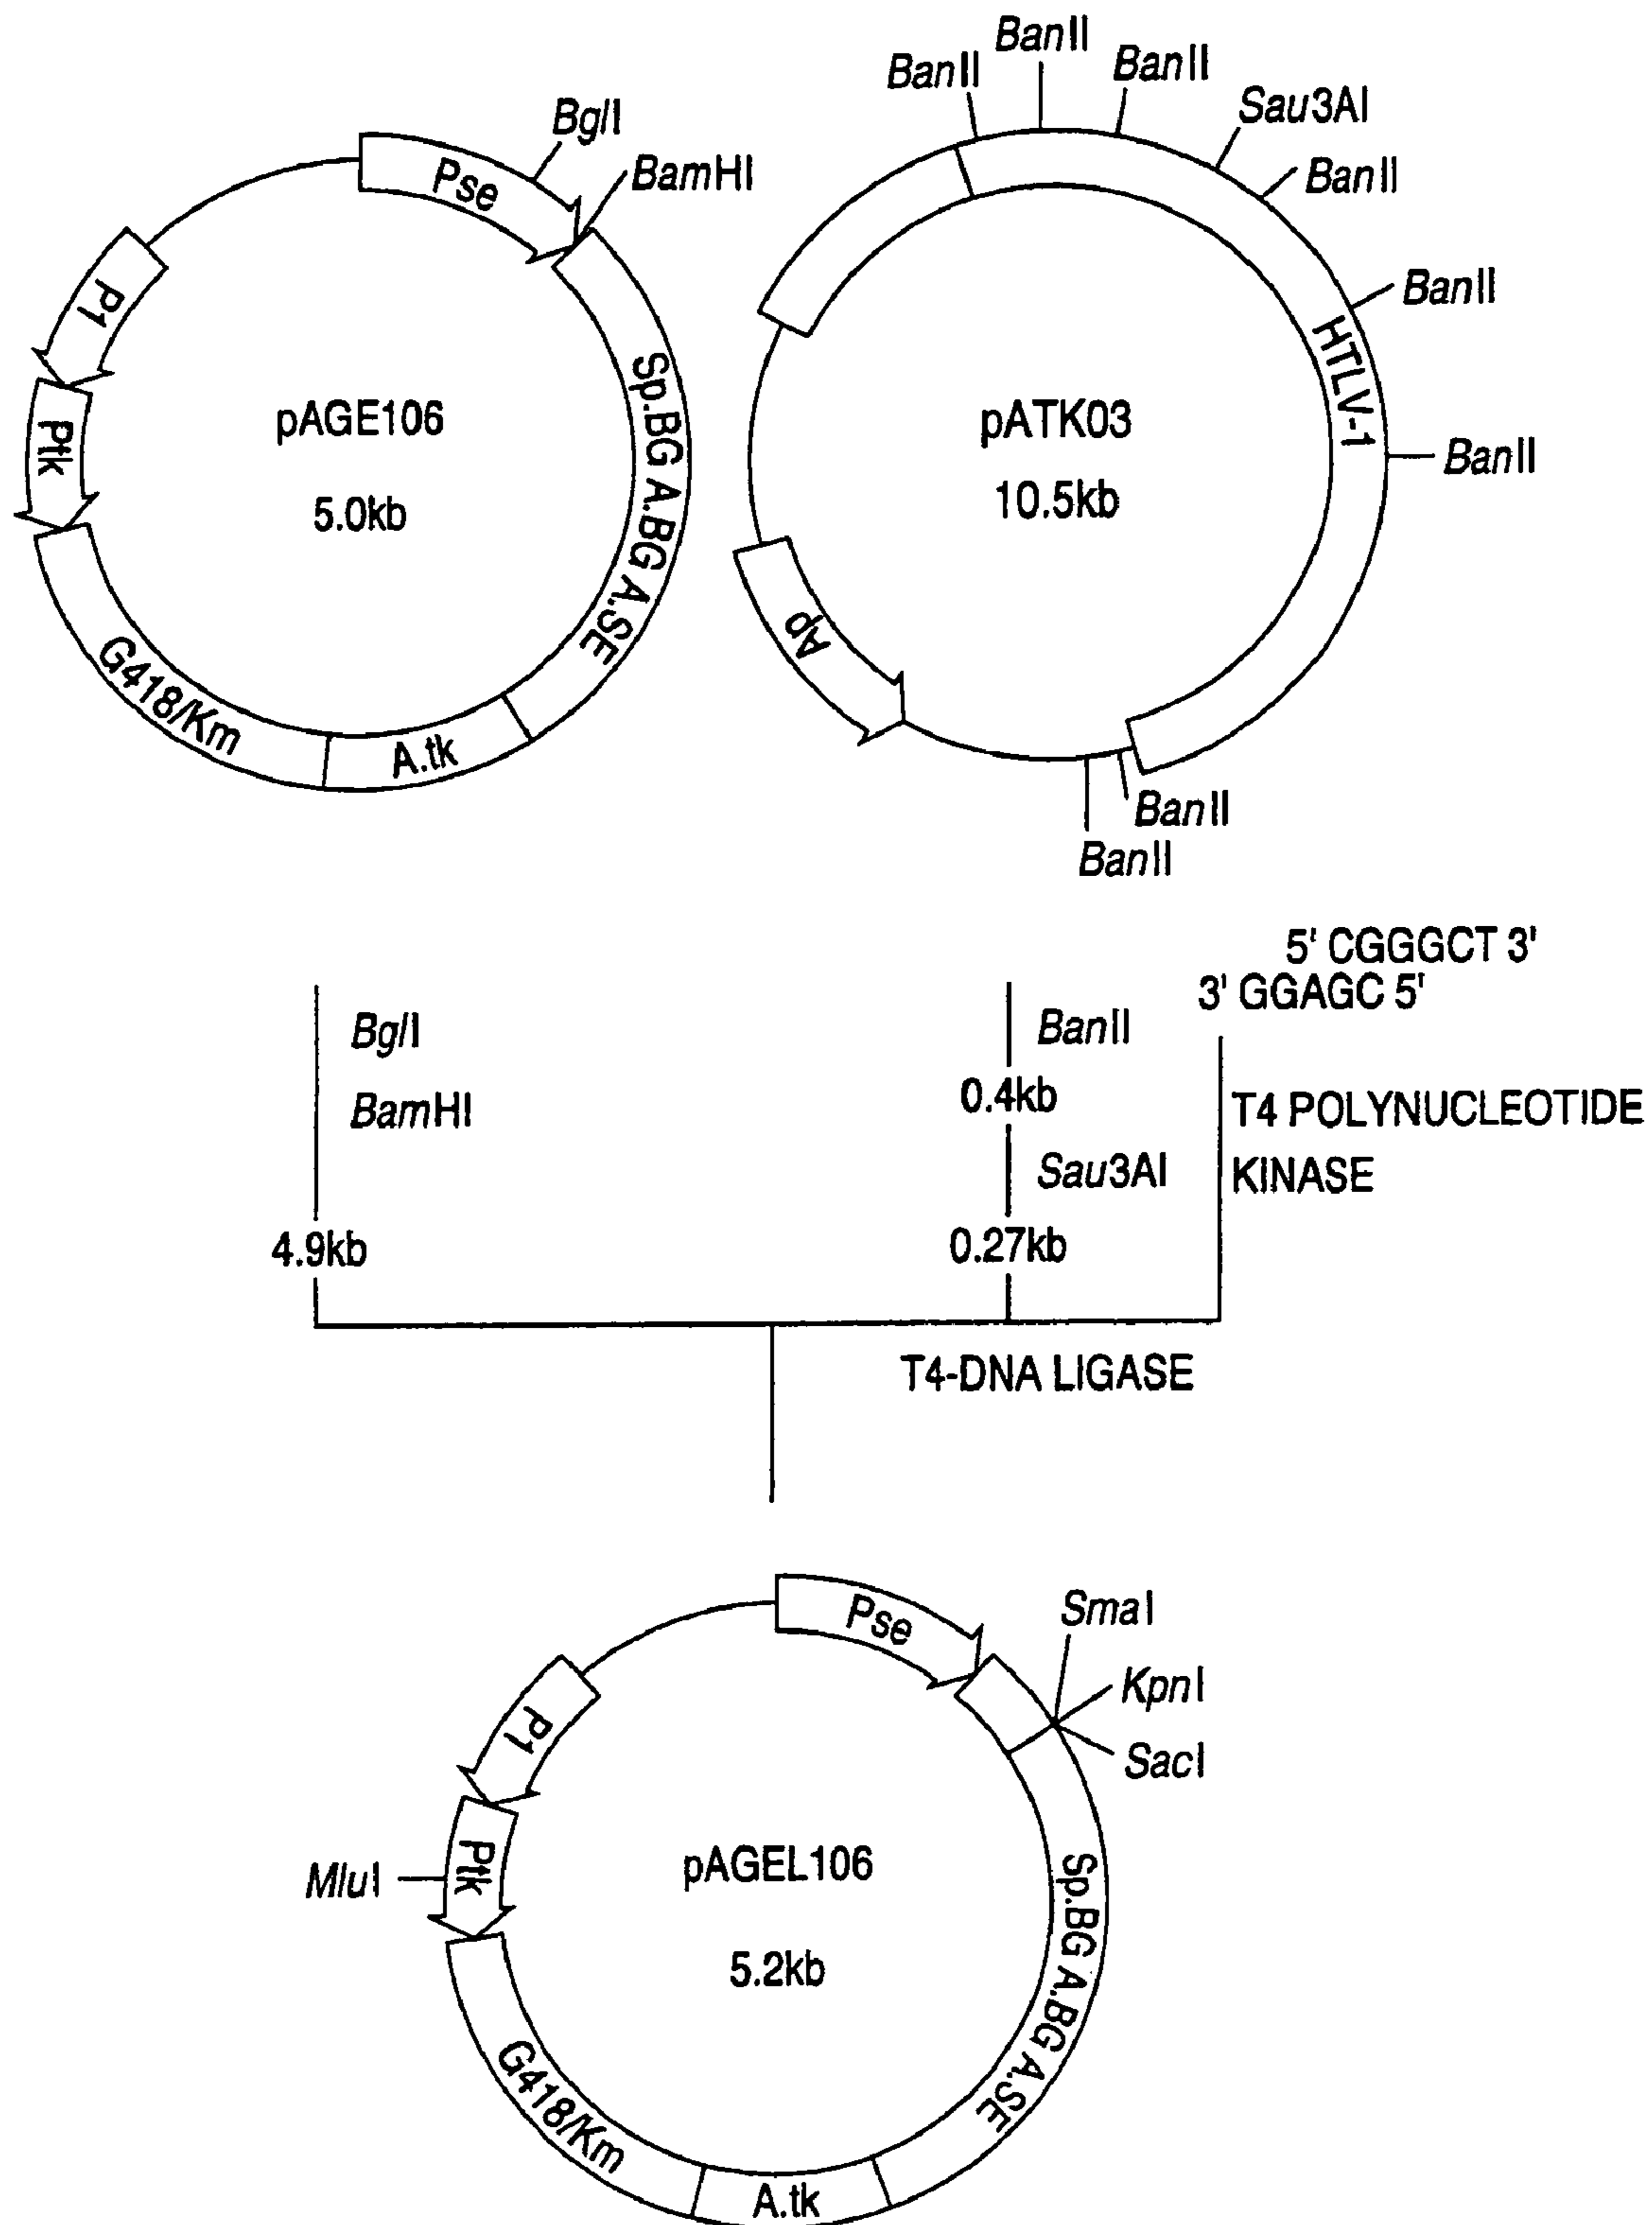 BglI
BamHI
Pse
P1
Ptk
G418/Km
A.tk
Sp.BG A.BG A.SE
pAGE106
5.0kb
BanII
BanII
BanII
Sau3AI
BanII
BanII
HTLV-1
BanII
pATK03
10.5kb
Ap
BanII
BanII
5' CGGGCT 3'
3' GGAGC 5'
BglI
BamHI
4.9kb
BanII
0.4kb
Sau3AI
0.27kb
T4 POLYNUCLEOTIDE
KINASE
T4-DNA LIGASE
Pse
SmaI
KpnI
SacI
P1
Ptk
MluI
pAGEL106
5.2kb
Sp.BG A.BG A.SE
G418/Km
A.tk